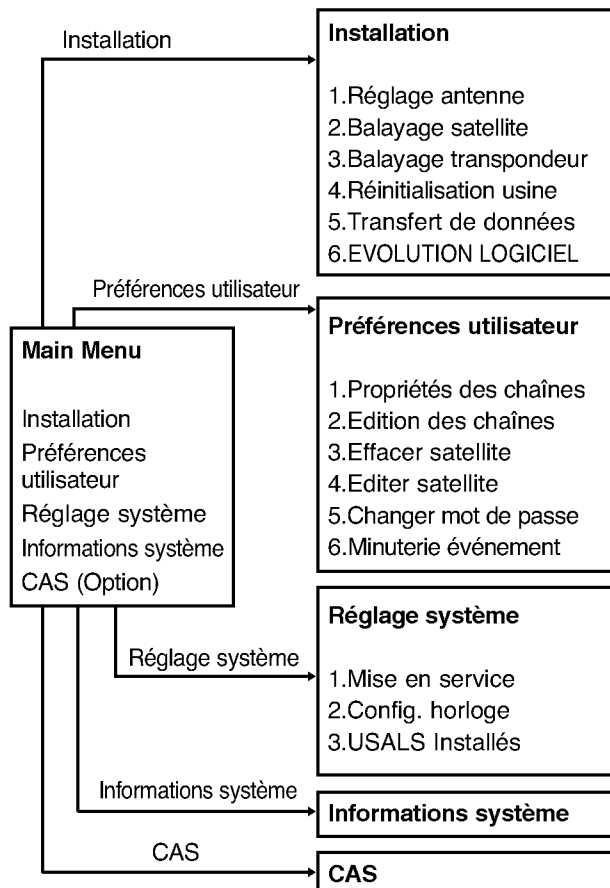 Installation
Installation
1.Réglage antenne
2.Balayage satellite
3.Balayage transpondeur
4.Réinitialisation usine
5.Transfert de données
6.EVOLUTION LOGICIEL
Préférences utilisateur
Préférences utilisateur
1.Propriétés des chaînes
2.Edition des chaînes
3.Effacer satellite
4.Editer satellite
5.Changer mot de passe
6.Minuterie événement
Main Menu
Installation
Préférences
utilisateur
Réglage système
Informations système
CAS (Option)
Réglage système
Réglage système
1.Mise en service
2.Config. horloge
3.USALS Installés
Informations système
Informations système
CAS
CAS